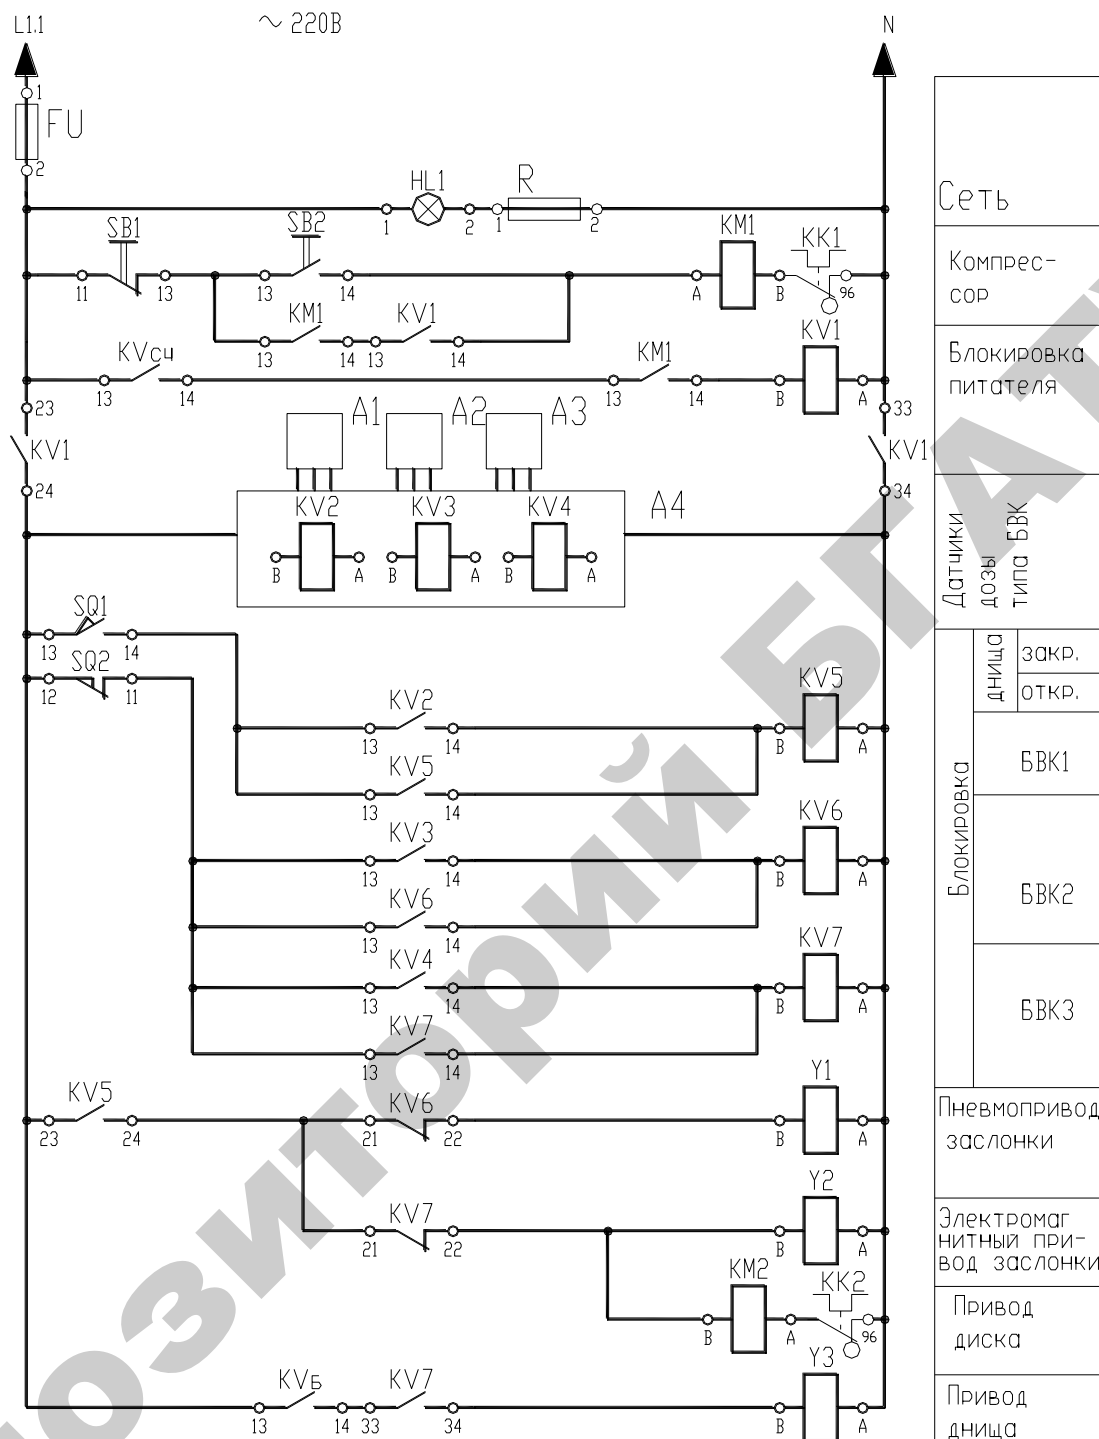 L1.1
~ 220В
N
1
FU
2
HL1
R
1
2
1
2
Сеть
SB1
SB2
KM1
KK1
11
13
13
14
A
B
96
Компрес-
сор
KM1
KV1
13
14
13
14
KVсч
KM1
KV1
13
14
13
14
B
A
Блокировка
питателя
23
33
KV1
KV1
24
34
A1
A2
A3
A4
KV2
KV3
KV4
B
A
B
A
B
A
Датчики
дозы
типа БВК
SQ1
13
14
SQ2
12
11
днища
закр.
откр.
Блокировка
KV2
KV5
13
14
B
A
БВК1
KV5
13
14
KV3
KV6
13
14
B
A
БВК2
KV6
13
14
KV4
KV7
13
14
B
A
БВК3
KV7
13
14
KV5
KV6
Y1
23
24
21
22
B
A
Пневмопривод
заслонки
KV7
Y2
21
22
B
A
Электромаг
нитный при-
вод заслонки
KM2
KK2
B
A
96
Привод
диска
KVБ
KV7
Y3
13
14
33
34
B
A
Привод
днища
озиторий БГАТ